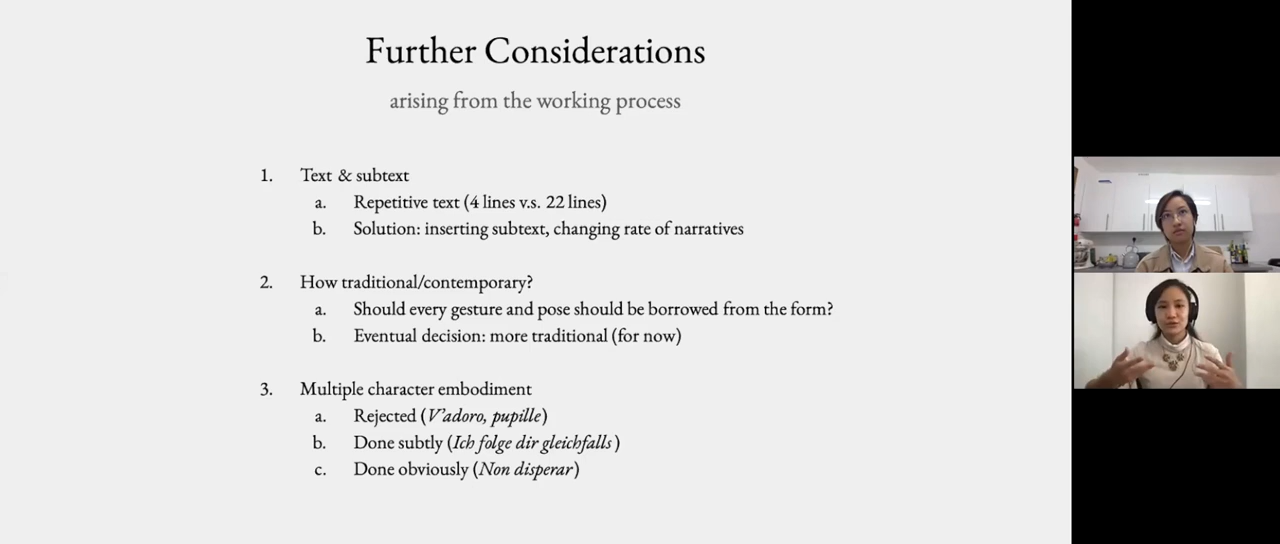 Further Considerations
arising from the working process
1. Text & subtext
a. Repetitive text (4 lines v.s. 22 lines)
b. Solution: inserting subtext, changing rate of narratives
2. How traditional/contemporary?
a. Should every gesture and pose should be borrowed from the form?
b. Eventual decision: more traditional (for now)
3. Multiple character embodiment
a. Rejected (V'adoro, pupille)
b. Done subtly (Ich folge dir gleichfalls)
c. Done obviously (Non disperar)